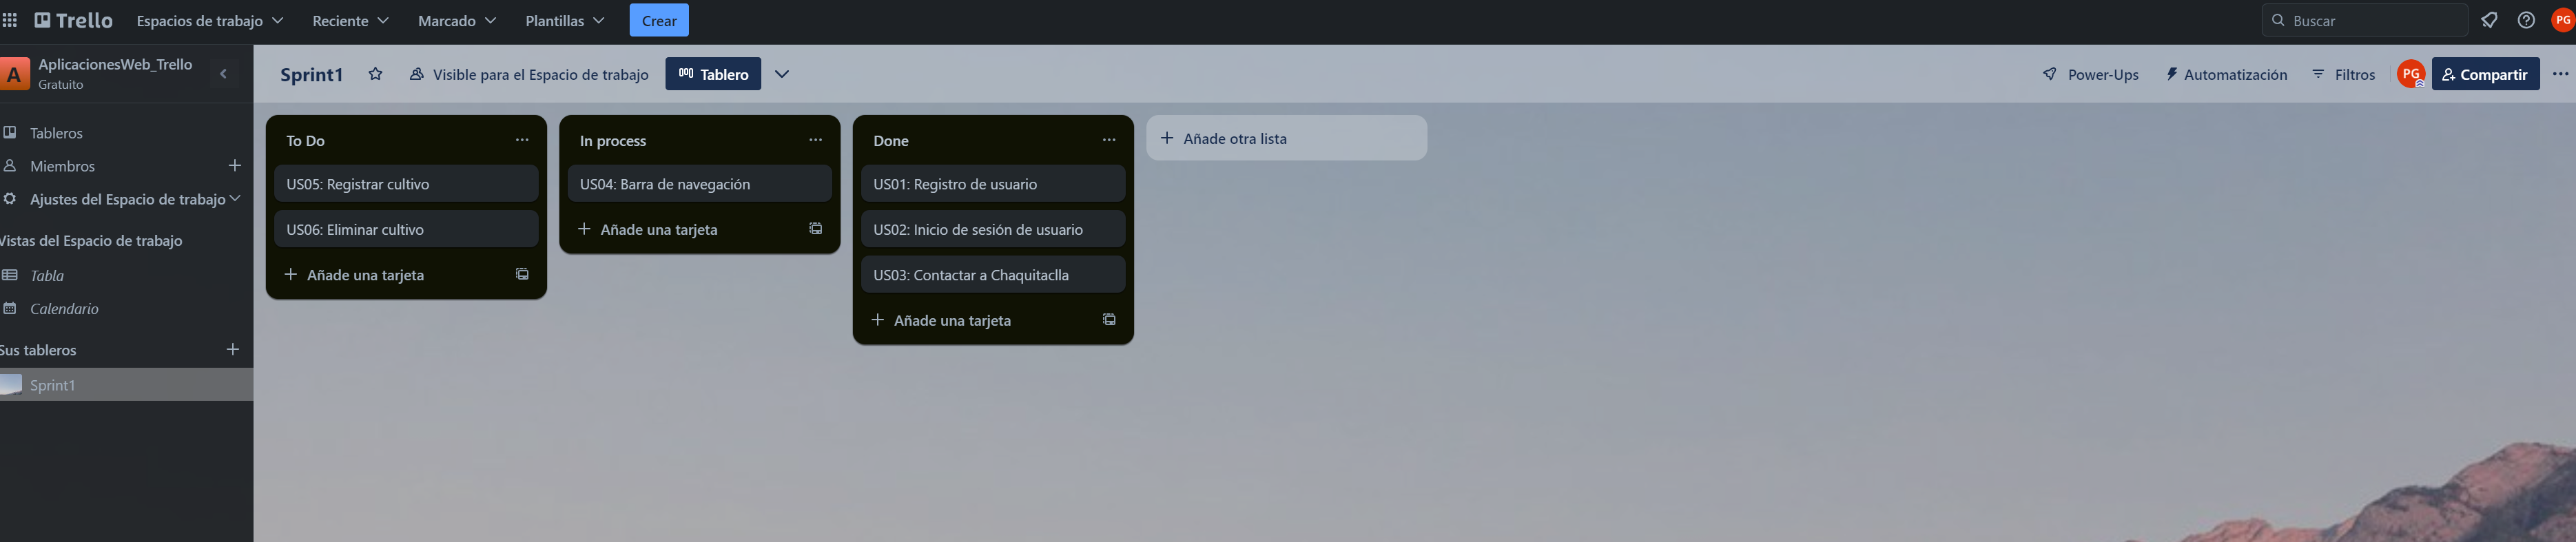 Trello
Espacios de trabajo
Reciente
Marcado
Plantillas
Crear
Buscar
PG
A
AplicacionesWeb_Trello
Gratuito
Sprint1
Visible para el Espacio de trabajo
Tablero
Power-Ups
Automatización
Filtros
PG
Compartir
Tableros
Miembros
Ajustes del Espacio de trabajo
Vistas del Espacio de trabajo
Tabla
Calendario
Sus tableros
Sprint1
To Do
US05: Registrar cultivo
US06: Eliminar cultivo
Añade una tarjeta
In process
US04: Barra de navegación
Añade una tarjeta
Done
US01: Registro de usuario
US02: Inicio de sesión de usuario
US03: Contactar a Chaquitaclla
Añade una tarjeta
Añade otra lista